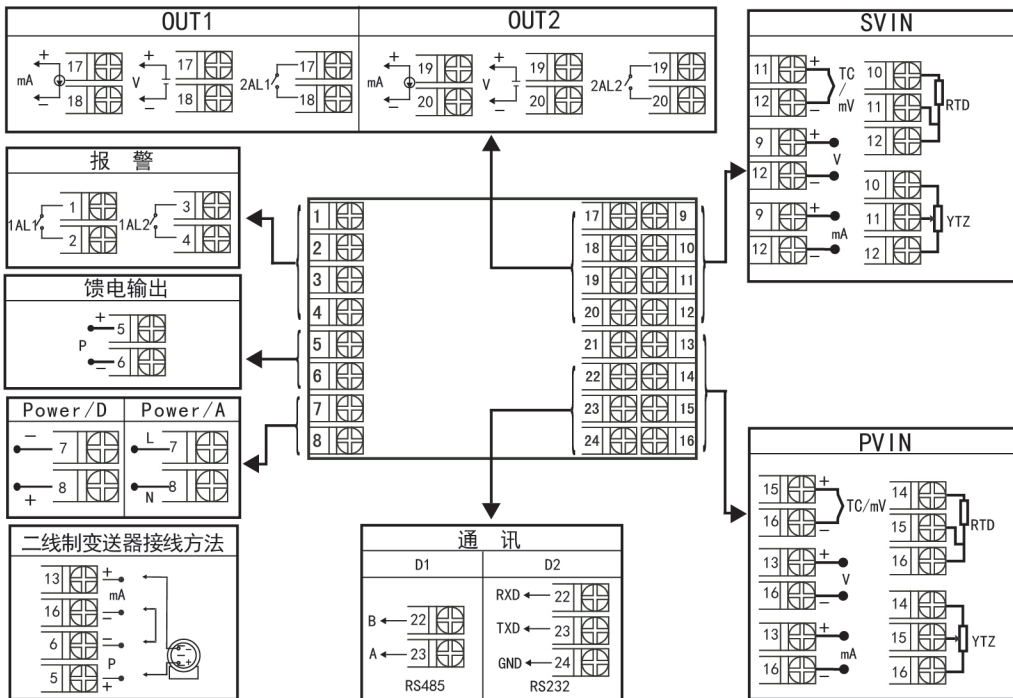 OUT1
OUT2
+ 17 + 17 17
mA V 2AL1
− 18 − 18 18
+ 19 + 19 19
mA V 2AL2
− 20 − 20 20
SVIN
11 + TC/mV
12 −
9 + V
12 −
9 + mA
12 −
10
11 RTD
12
10
11 YTZ
12
报 警
1 3
1AL1 1AL2
2 4
馈电输出
+ 5
P
− 6
Power/D Power/A
− 7 L 7
+ 8 N 8
二线制变送器接线方法
13 +
mA
16 −
6 −
P
5 +
− +
1 17 9
2 18 10
3 19 11
4 20 12
5 21 13
6 22 14
7 23 15
8 24 16
通 讯
D1 D2
B 22
A 23
RS485
RXD 22
TXD 23
GND 24
RS232
PVIN
15 + TC/mV
16 −
13 + V
16 −
13 + mA
16 −
14
15 RTD
16
14
15 YTZ
16